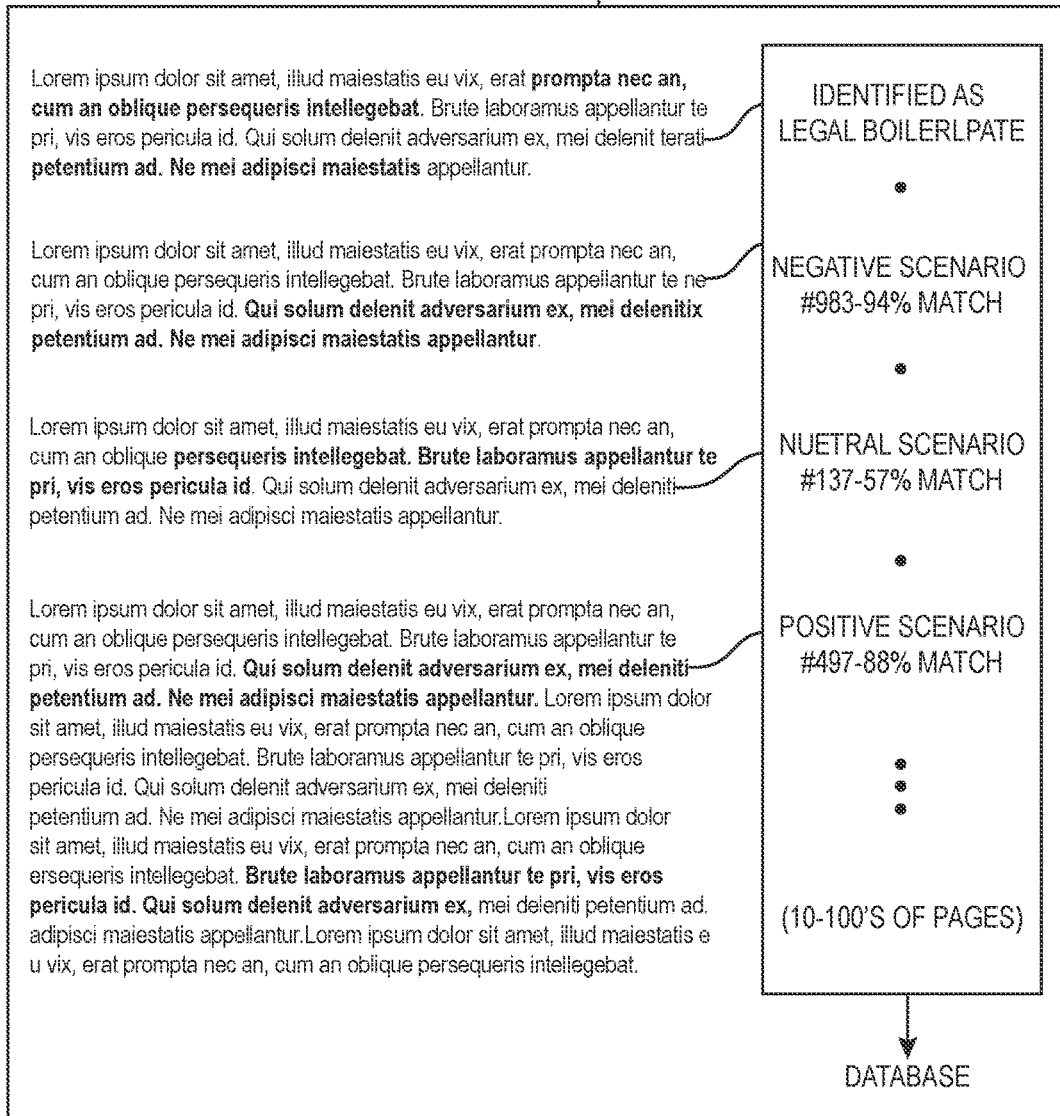 Lorem ipsum dolor sit amet, illud maiestatis eu vix, erat prompta nec an,
cum an oblique persequeris intellegebat. Brute laboramus appellantur te
pri, vis eros pericula id. Qui solum delenit adversarium ex, mei delenit terati
petentium ad. Ne mei adipisci maiestatis appellantur.
Lorem ipsum dolor sit amet, illud maiestatis eu vix, erat prompta nec an,
cum an oblique persequeris intellegebat. Brute laboramus appellantur te ne
pri, vis eros pericula id. Qui solum delenit adversarium ex, mei delenitix
petentium ad. Ne mei adipisci maiestatis appellantur.
Lorem ipsum dolor sit amet, illud maiestatis eu vix, erat prompta nec an,
cum an oblique persequeris intellegebat. Brute laboramus appellantur te
pri, vis eros pericula id. Qui solum delenit adversarium ex, mei deleniti
petentium ad. Ne mei adipisci maiestatis appellantur.
Lorem ipsum dolor sit amet, illud maiestatis eu vix, erat prompta nec an,
cum an oblique persequeris intellegebat. Brute laboramus appellantur te
pri, vis eros pericula id. Qui solum delenit adversarium ex, mei deleniti
petentium ad. Ne mei adipisci maiestatis appellantur. Lorem ipsum dolor
sit amet, illud maiestatis eu vix, erat prompta nec an, cum an oblique
persequeris intellegebat. Brute laboramus appellantur te pri, vis eros
pericula id. Qui solum delenit adversarium ex, mei deleniti
petentium ad. Ne mei adipisci maiestatis appellantur.Lorem ipsum dolor
sit amet, illud maiestatis eu vix, erat prompta nec an, cum an oblique
ersequeris intellegebat. Brute laboramus appellantur te pri, vis eros
pericula id. Qui solum delenit adversarium ex, mei deleniti petentium ad.
adipisci maiestatis appellantur.Lorem ipsum dolor sit amet, illud maiestatis e
u vix, erat prompta nec an, cum an oblique persequeris intellegebat.
IDENTIFIED AS
LEGAL BOILERLPATE
NEGATIVE SCENARIO
#983-94% MATCH
NUETRAL SCENARIO
#137-57% MATCH
POSITIVE SCENARIO
#497-88% MATCH
(10-100'S OF PAGES)
DATABASE